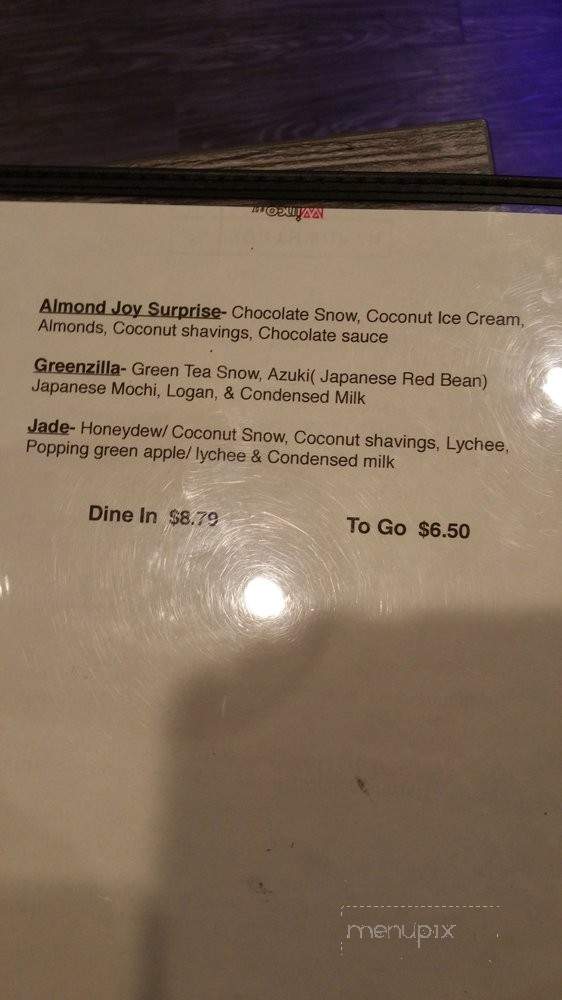 Winco
Almond Joy Surprise- Chocolate Snow, Coconut Ice Cream,
Almonds, Coconut shavings, Chocolate sauce
Greenzilla- Green Tea Snow, Azuki( Japanese Red Bean)
Japanese Mochi, Logan, & Condensed Milk
Jade- Honeydew/ Coconut Snow, Coconut shavings, Lychee,
Popping green apple/ lychee & Condensed milk
Dine In $8.79
To Go $6.50
menupix